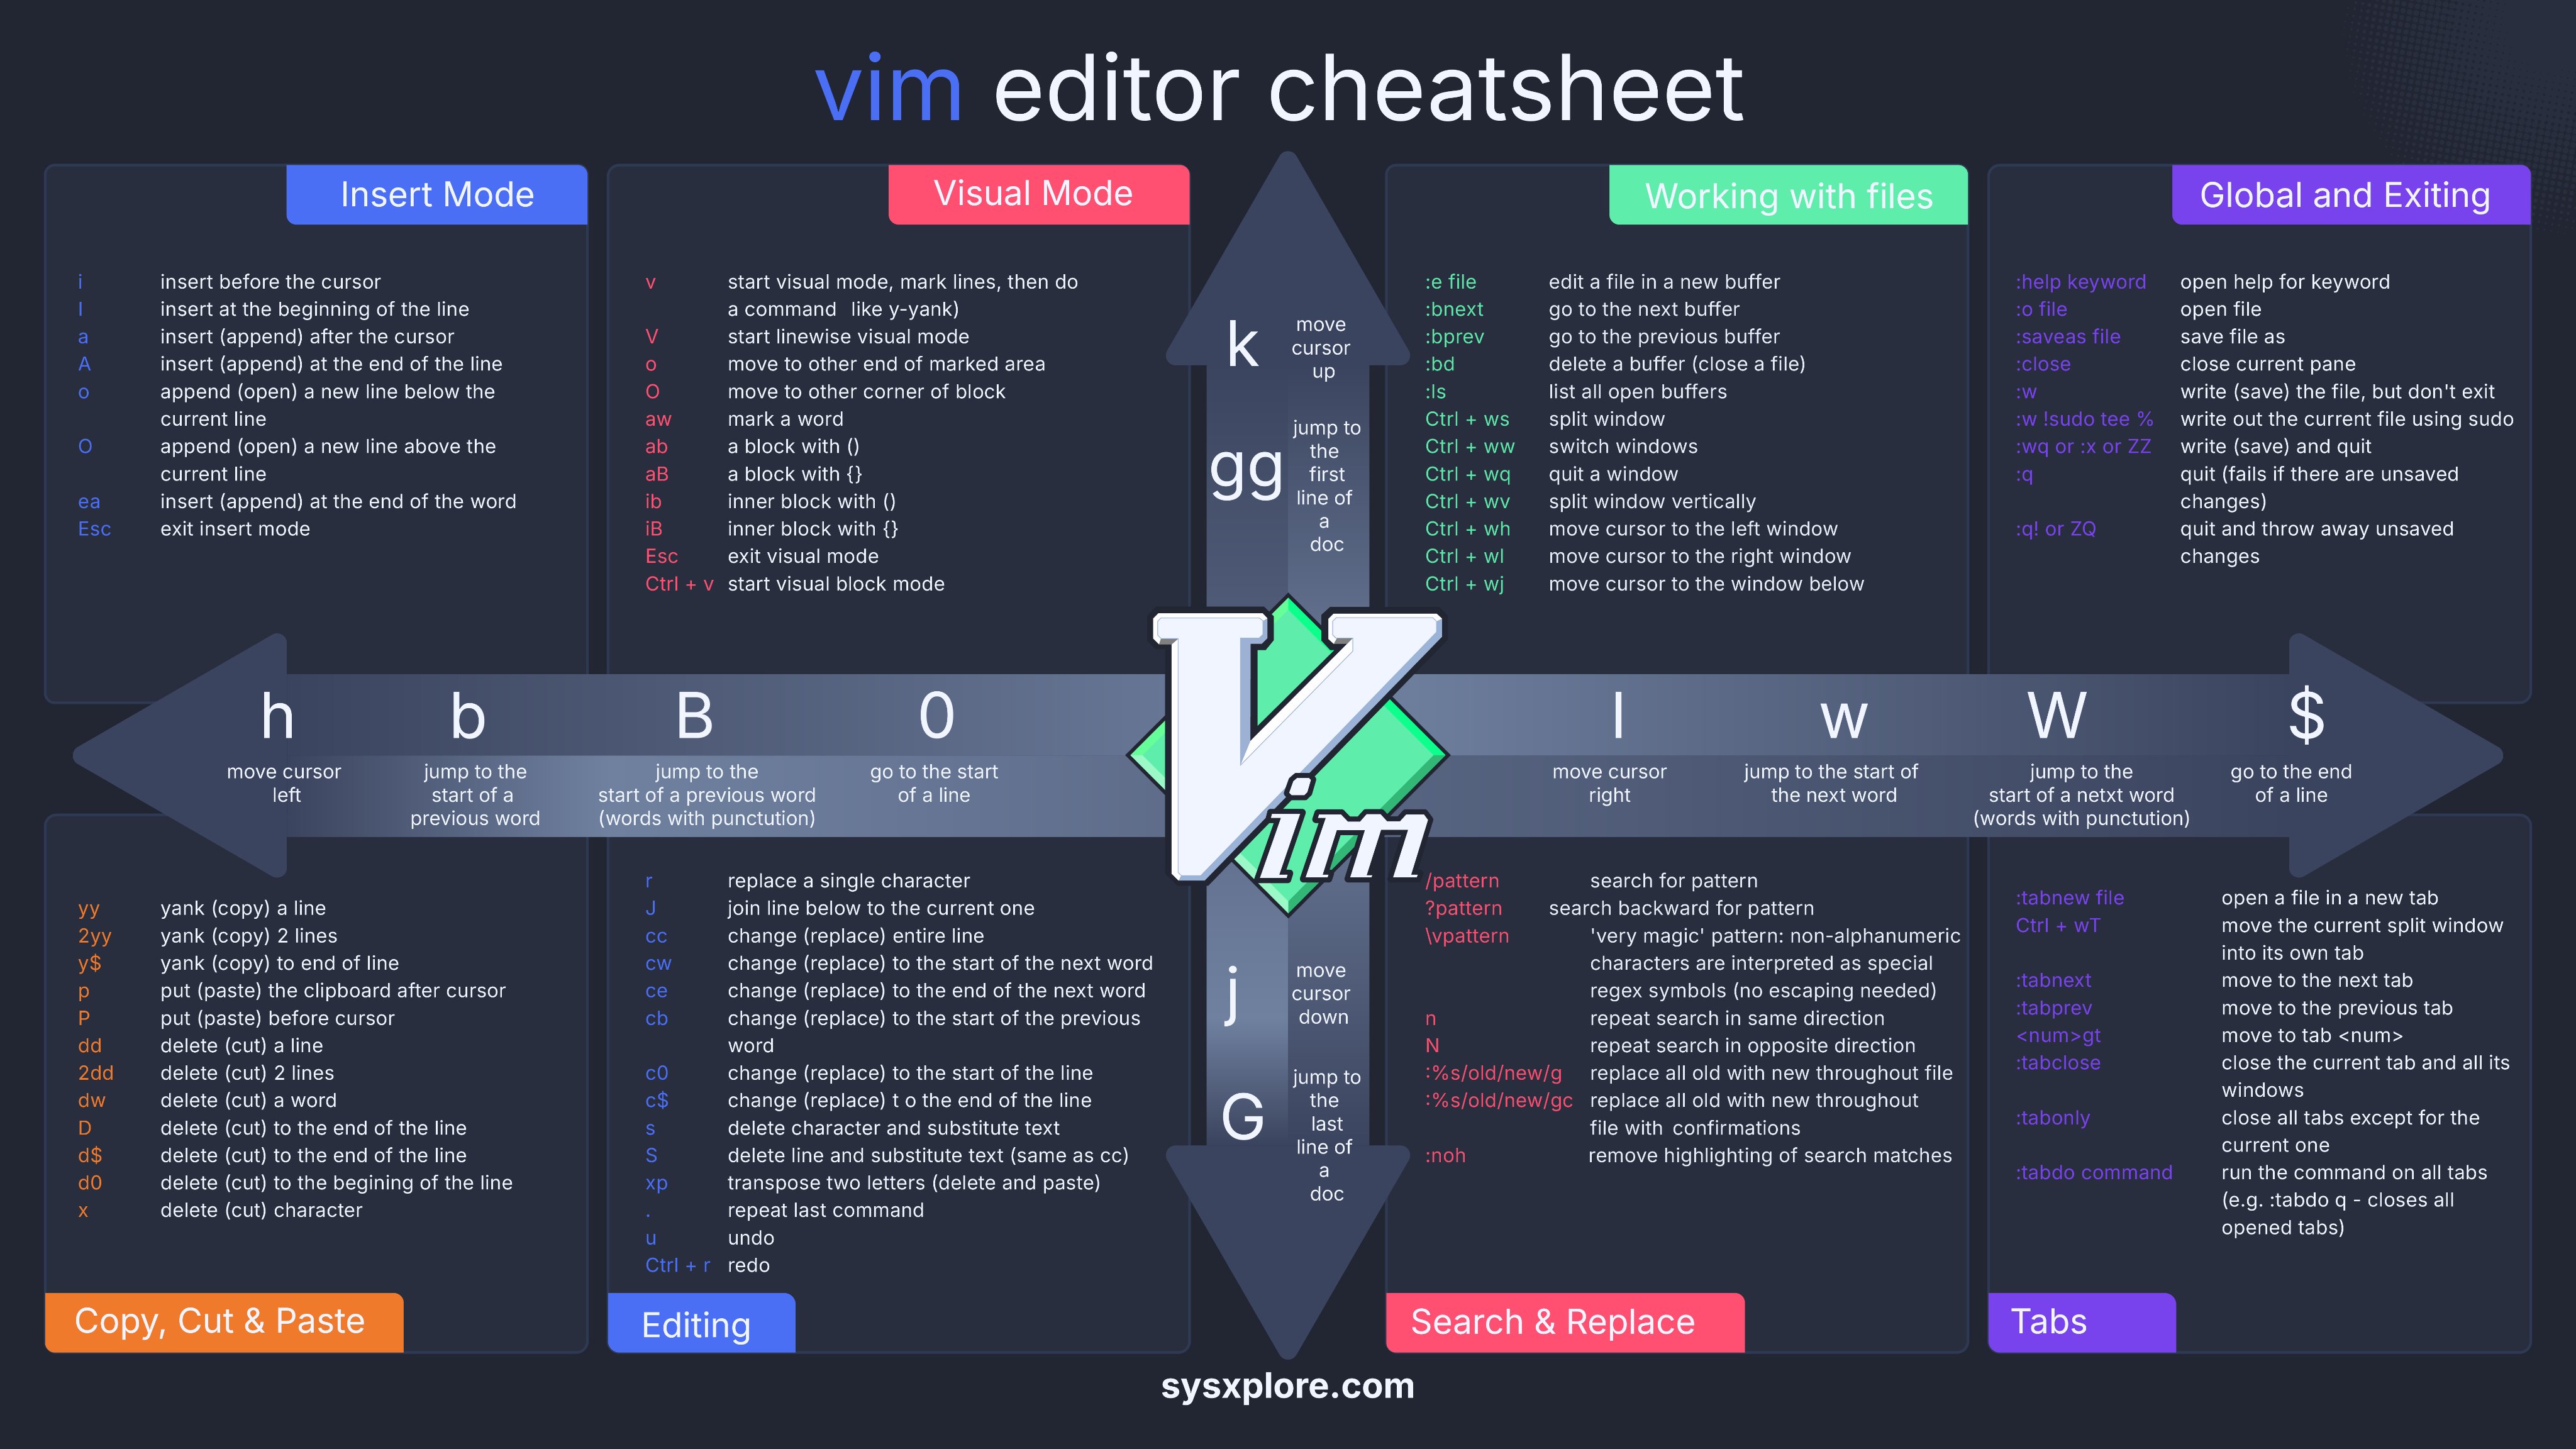 vim editor cheatsheet
Insert Mode
i insert before the cursor
I insert at the beginning of the line
a insert (append) after the cursor
A insert (append) at the end of the line
o append (open) a new line below the
current line
O append (open) a new line above the
current line
ea insert (append) at the end of the word
Esc exit insert mode
Visual Mode
v start visual mode, mark lines, then do
a command like y-yank)
V start linewise visual mode
o move to other end of marked area
O move to other corner of block
aw mark a word
ab a block with ()
aB a block with {}
ib inner block with ()
iB inner block with {}
Esc exit visual mode
Ctrl + v start visual block mode
k
move
cursor
up
gg
jump to
the
first
line of
a
doc
Working with files
:e file edit a file in a new buffer
:bnext go to the next buffer
:bprev go to the previous buffer
:bd delete a buffer (close a file)
:ls list all open buffers
Ctrl + ws split window
Ctrl + ww switch windows
Ctrl + wq quit a window
Ctrl + wv split window vertically
Ctrl + wh move cursor to the left window
Ctrl + wl move cursor to the right window
Ctrl + wj move cursor to the window below
Global and Exiting
:help keyword open help for keyword
:o file open file
:saveas file save file as
:close close current pane
:w write (save) the file, but don't exit
:w !sudo tee % write out the current file using sudo
:wq or :x or ZZ write (save) and quit
:q quit (fails if there are unsaved
changes)
:q! or ZQ quit and throw away unsaved
changes
h
move cursor
left
b
jump to the
start of a
previous word
B
jump to the
start of a previous word
(words with punctution)
0
go to the start
of a line
Vim
l
move cursor
right
w
jump to the start of
the next word
W
jump to the
start of a netxt word
(words with punctution)
$
go to the end
of a line
yy yank (copy) a line
2yy yank (copy) 2 lines
y$ yank (copy) to end of line
p put (paste) the clipboard after cursor
P put (paste) before cursor
dd delete (cut) a line
2dd delete (cut) 2 lines
dw delete (cut) a word
D delete (cut) to the end of the line
d$ delete (cut) to the end of the line
d0 delete (cut) to the begining of the line
x delete (cut) character
Copy, Cut & Paste
r replace a single character
J join line below to the current one
cc change (replace) entire line
cw change (replace) to the start of the next word
ce change (replace) to the end of the next word
cb change (replace) to the start of the previous
word
c0 change (replace) to the start of the line
c$ change (replace) t o the end of the line
s delete character and substitute text
S delete line and substitute text (same as cc)
xp transpose two letters (delete and paste)
. repeat last command
u undo
Ctrl + r redo
Editing
j
move
cursor
down
G
jump to
the
last
line of
a
doc
/pattern search for pattern
?pattern search backward for pattern
\vpattern 'very magic' pattern: non-alphanumeric
characters are interpreted as special
regex symbols (no escaping needed)
n repeat search in same direction
N repeat search in opposite direction
:%s/old/new/g replace all old with new throughout file
:%s/old/new/gc replace all old with new throughout
file with confirmations
:noh remove highlighting of search matches
Search & Replace
:tabnew file open a file in a new tab
Ctrl + wT move the current split window
into its own tab
:tabnext move to the next tab
:tabprev move to the previous tab
<num>gt move to tab <num>
:tabclose close the current tab and all its
windows
:tabonly close all tabs except for the
current one
:tabdo command run the command on all tabs
(e.g. :tabdo q - closes all
opened tabs)
Tabs
sysxplore.com